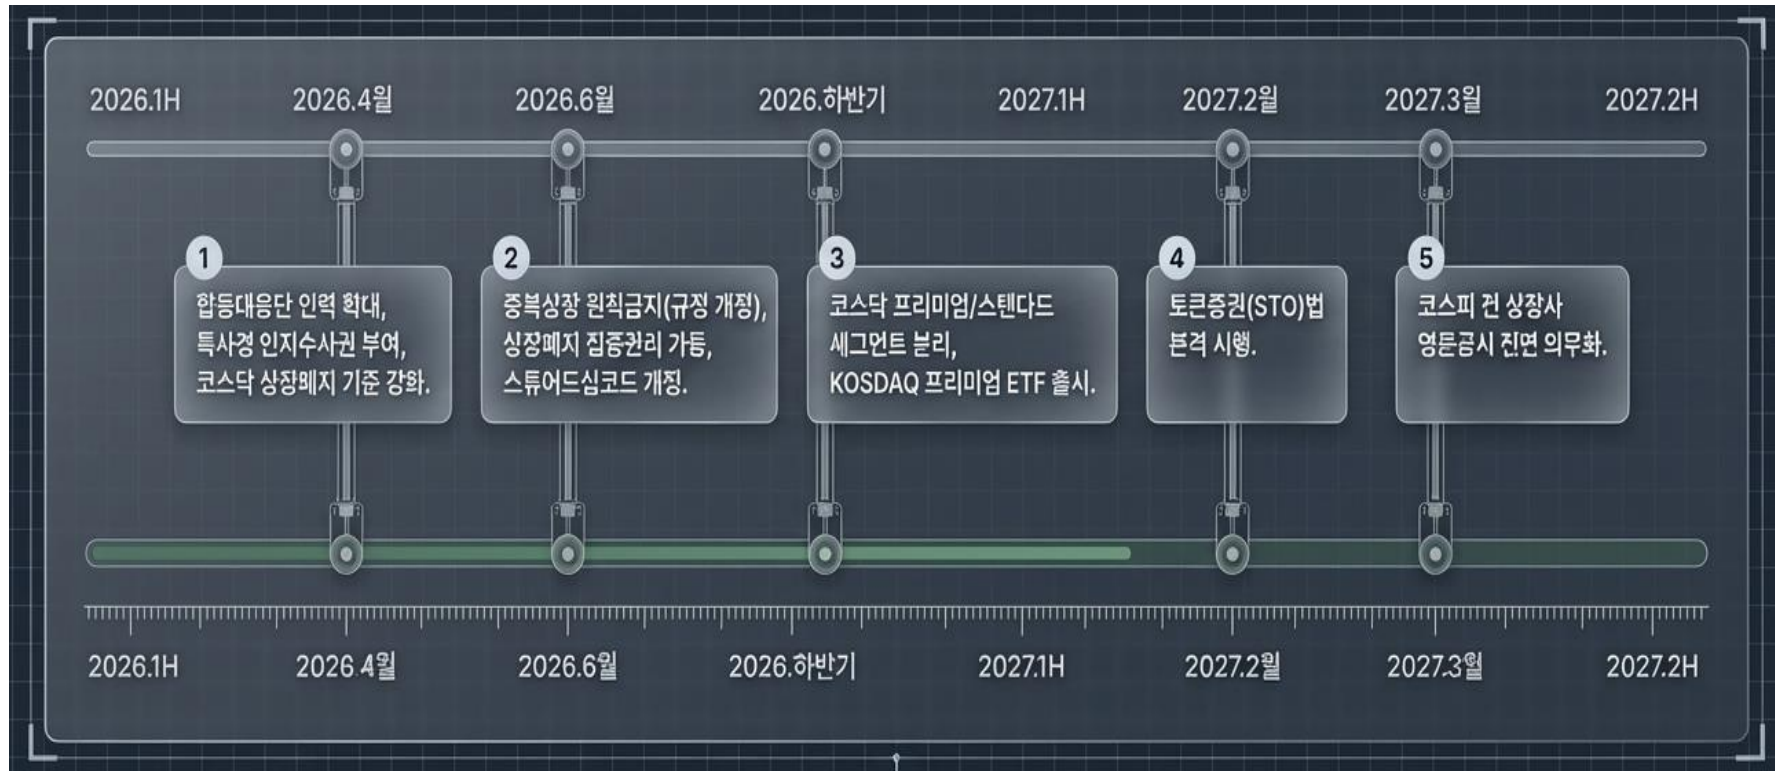 2026.1H
2026.4월
2026.6월
2026.하반기
2027.1H
2027.2월
2027.3월
2027.2H
1
합동대응단 인력 확대,
특사경 인지수사권 부여,
코스닥 상장폐지 기준 강화.
2
중복상장 원칙금지(규정 개정),
상장폐지 집중관리 가동,
스튜어드십코드 개정.
3
코스닥 프리미엄/스탠다드
세그먼트 분리,
KOSDAQ 프리미엄 ETF 출시.
4
토큰증권(STO)법
본격 시행.
5
코스피 전 상장사
영문공시 전면 의무화.
2026.1H
2026.4월
2026.6월
2026.하반기
2027.1H
2027.2월
2027.3월
2027.2H